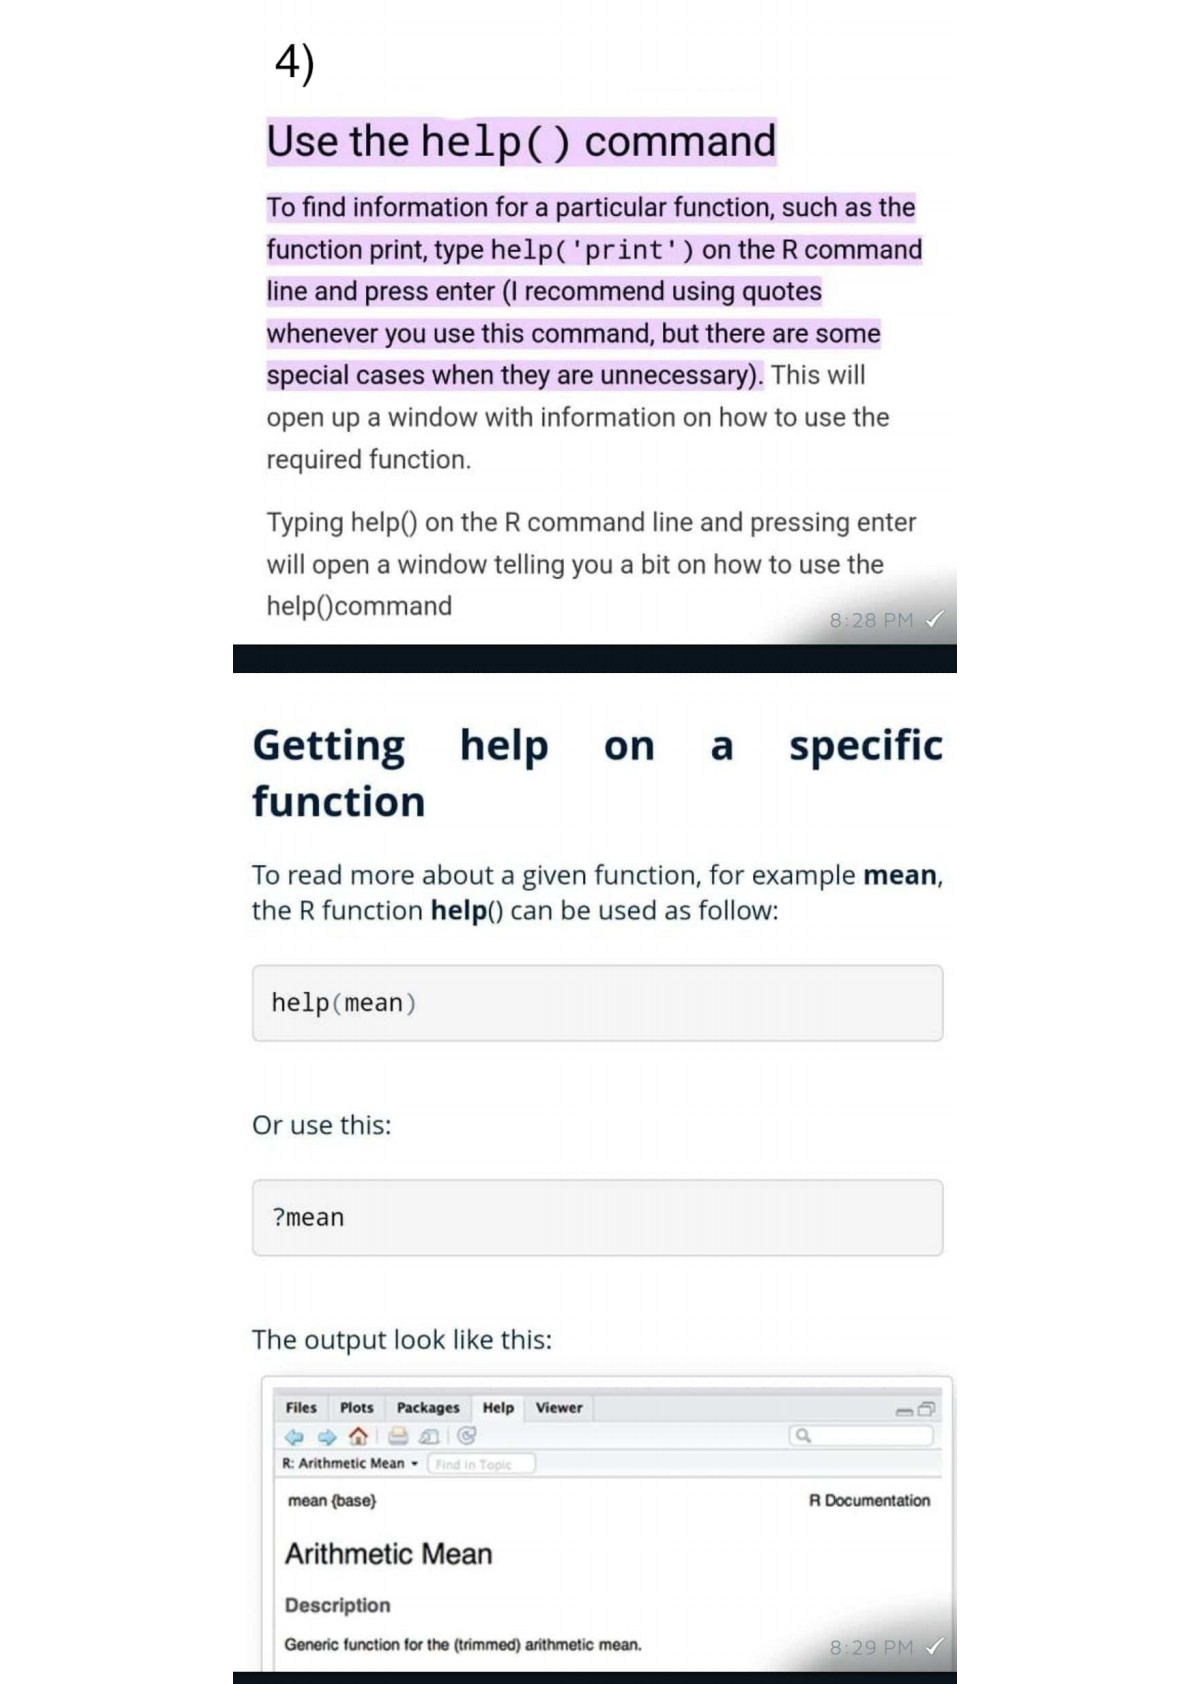 4)
Use the help() command
To find information for a particular function, such as the
function print, type help('print') on the R command
line and press enter (I recommend using quotes
whenever you use this command, but there are some
special cases when they are unnecessary). This will
open up a window with information on how to use the
required function.
Typing help() on the R command line and pressing enter
will open a window telling you a bit on how to use the
help()command
8:28 PM
Getting help on a specific
function
To read more about a given function, for example mean,
the R function help() can be used as follow:
help(mean)
Or use this:
?mean
The output look like this:
Files Plots Packages Help Viewer
R: Arithmetic Mean Find in Topic
mean {base} R Documentation
Arithmetic Mean
Description
Generic function for the (trimmed) arithmetic mean.
8:29 PM